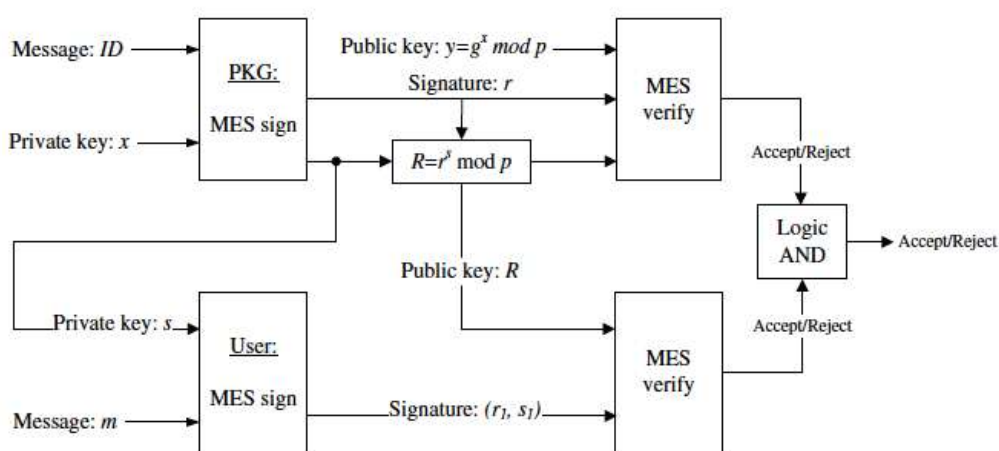 Message: ID
Private key: x
PKG:
MES sign
Public key: y=g^x mod p
Signature: r
R=r^s mod p
MES
verify
Accept/Reject
Logic
AND
Accept/Reject
Public key: R
Accept/Reject
Private key: s
Message: m
User:
MES sign
Signature: (r₁, s₁)
MES
verify